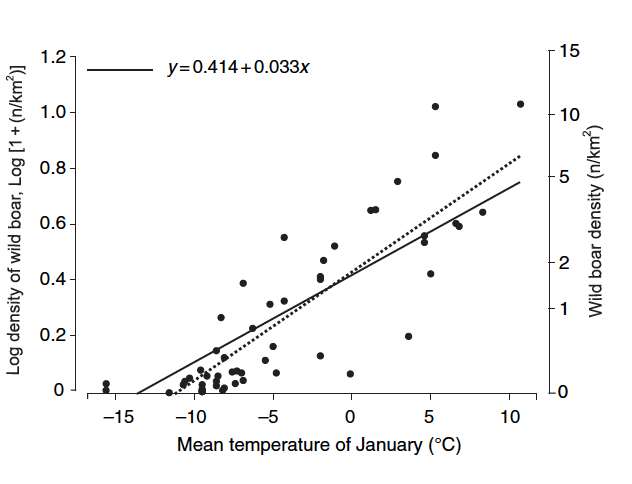 y=0.414+0.033x
Log density of wild boar, Log [1+(n/km²)]
1.2
1.0
0.8
0.6
0.4
0.2
0
15
10
5
2
1
0
Wild boar density (n/km²)
−15 −10 −5 0 5 10
Mean temperature of January (°C)